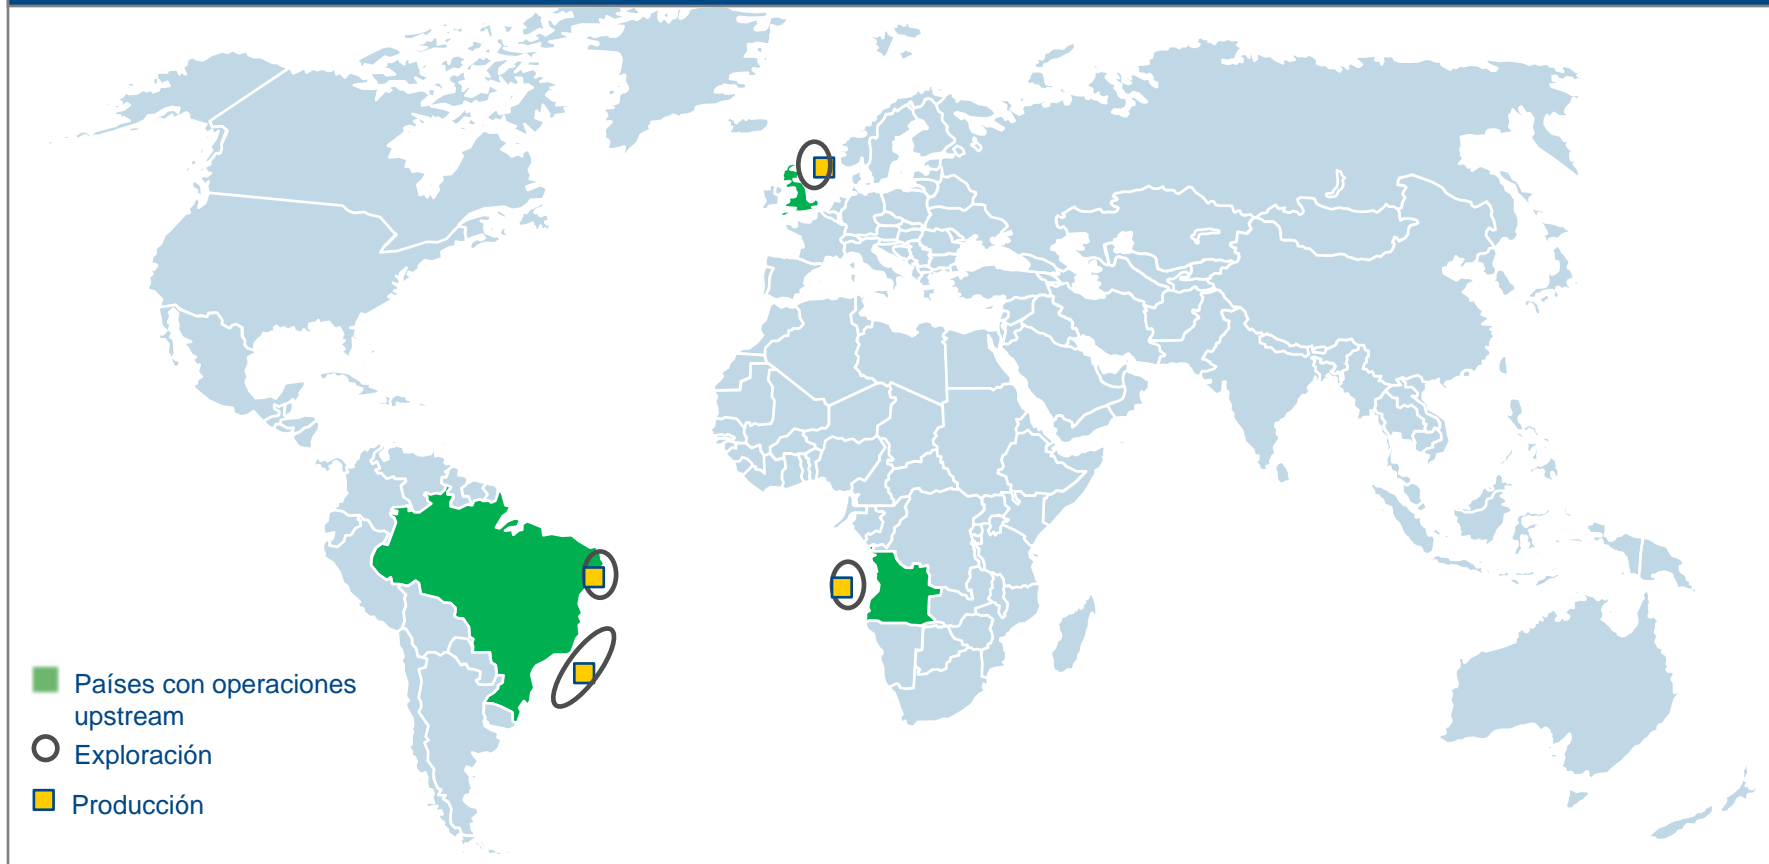 Países con operaciones
upstream
Exploración
Producción